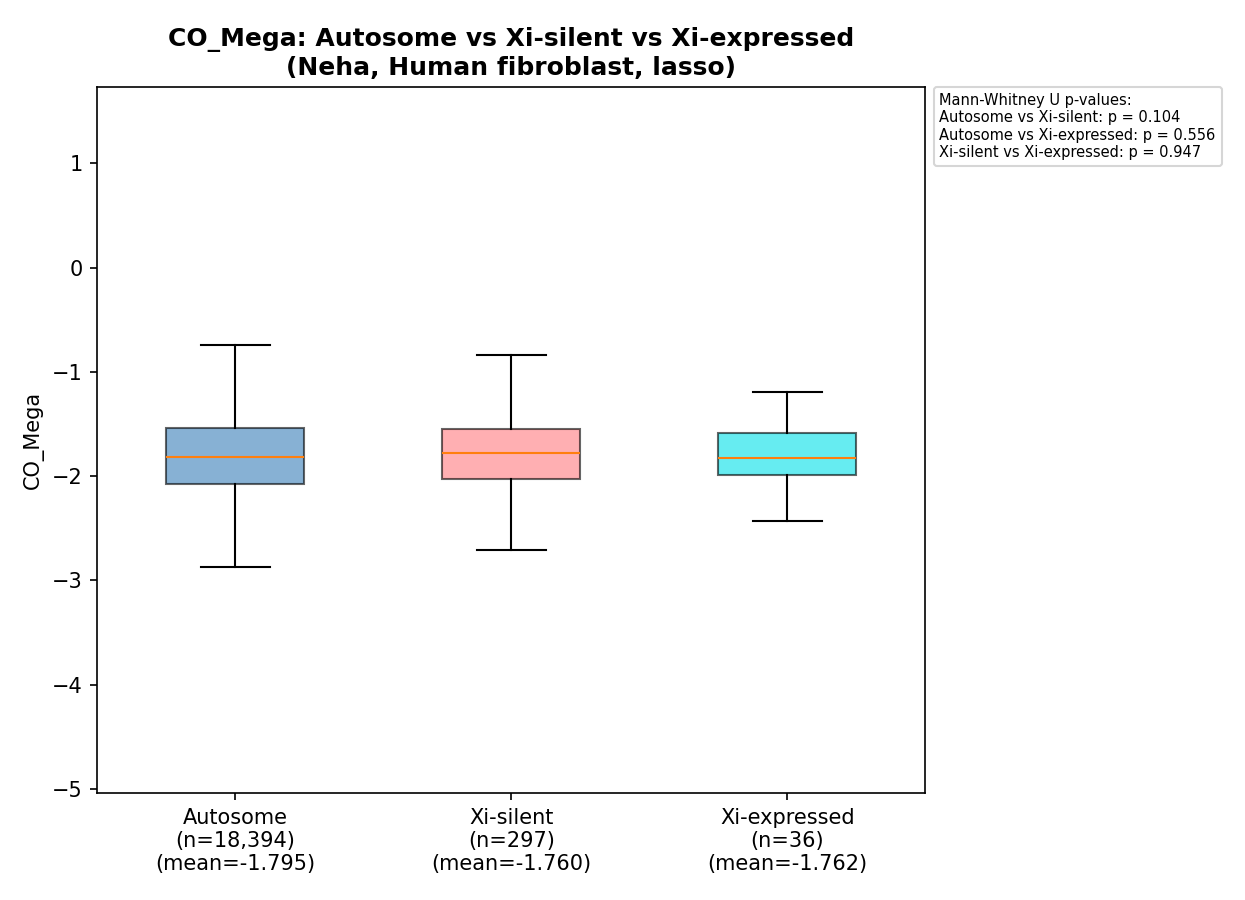 CO_Mega: Autosome vs Xi-silent vs Xi-expressed
(Neha, Human fibroblast, lasso)
Mann-Whitney U p-values:
Autosome vs Xi-silent: p = 0.104
Autosome vs Xi-expressed: p = 0.556
Xi-silent vs Xi-expressed: p = 0.947
CO_Mega
1
0
−1
−2
−3
−4
−5
Autosome
(n=18,394)
(mean=-1.795)
Xi-silent
(n=297)
(mean=-1.760)
Xi-expressed
(n=36)
(mean=-1.762)